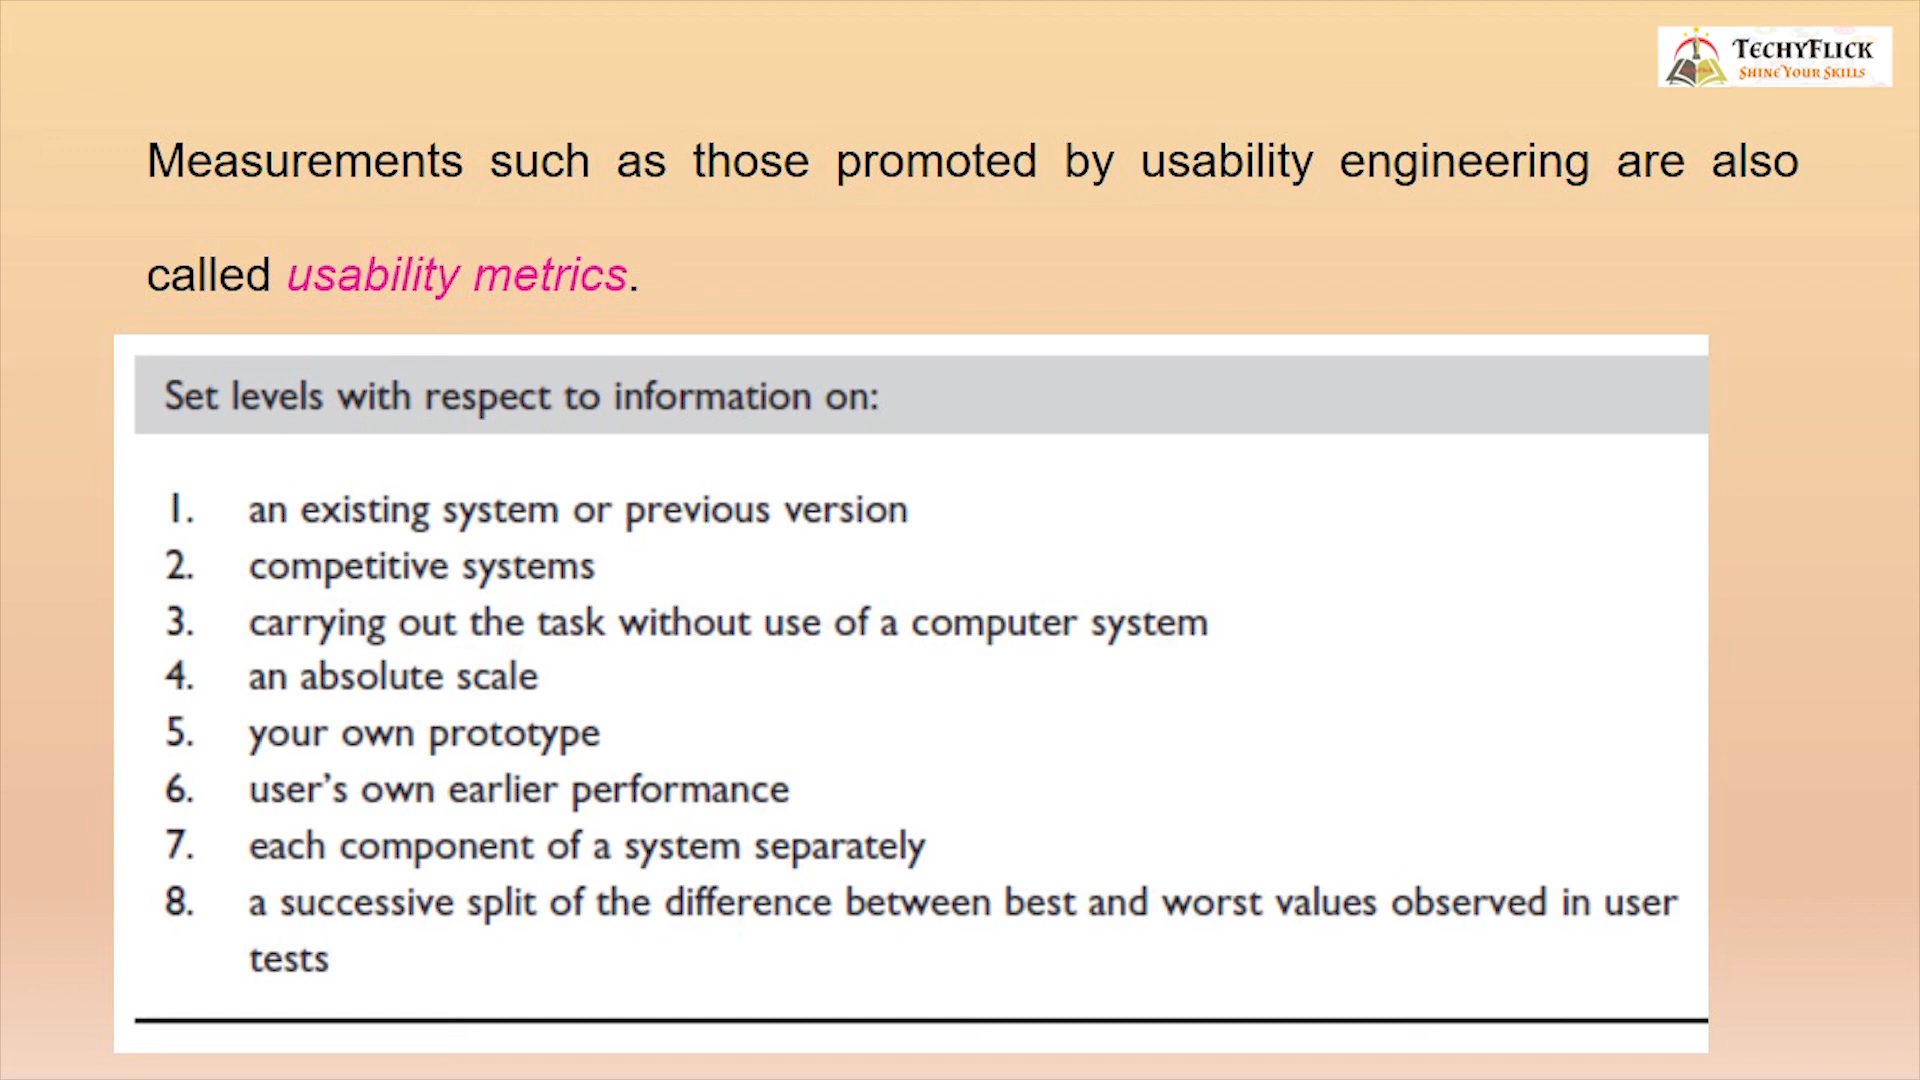 TECHYFLICK
SHINE YOUR SKILLS
Measurements such as those promoted by usability engineering are also
called usability metrics.
Set levels with respect to information on:
1. an existing system or previous version
2. competitive systems
3. carrying out the task without use of a computer system
4. an absolute scale
5. your own prototype
6. user’s own earlier performance
7. each component of a system separately
8. a successive split of the difference between best and worst values observed in user
tests